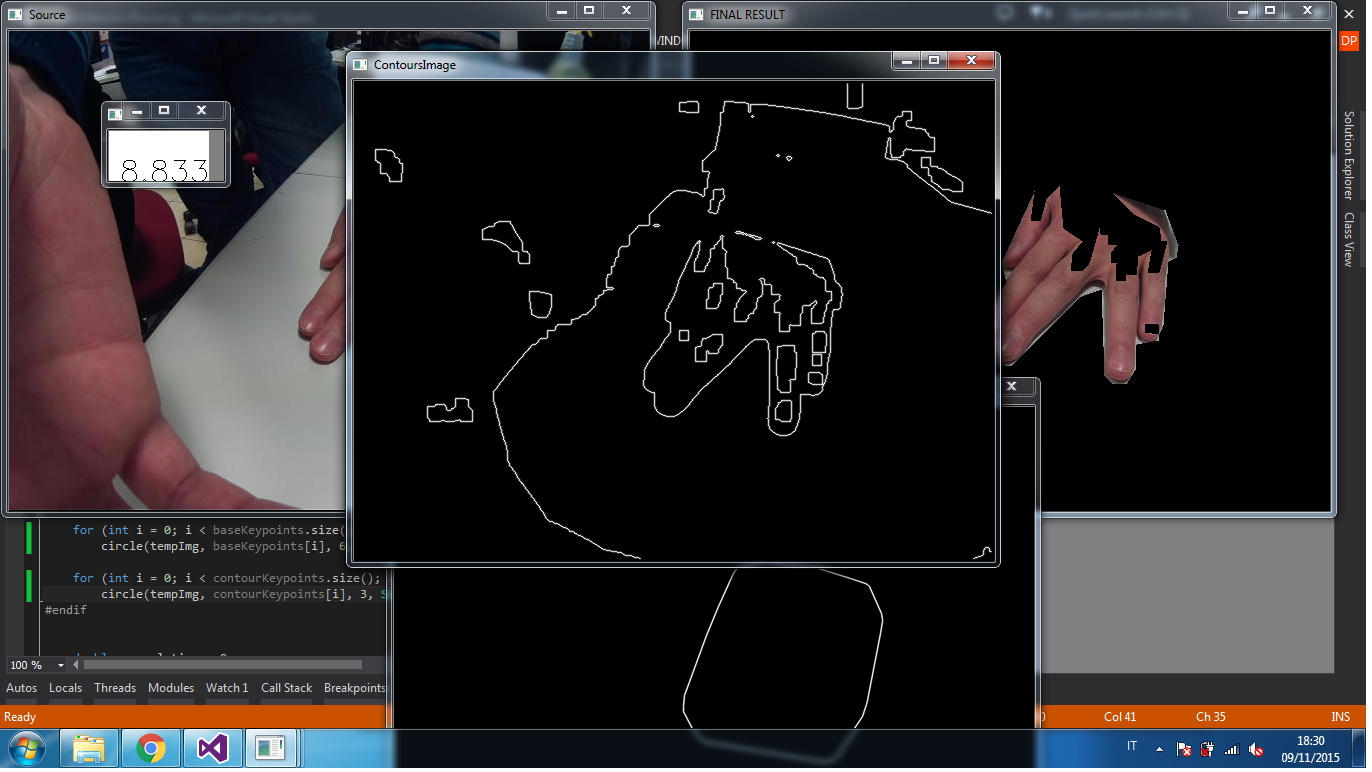 Source
FINAL RESULT
VIND
DP
ContoursImage
8.833
Solution Explorer
Class View
for (int i = 0; i < baseKeypoints.size(
circle(tempImg, baseKeypoints[i], 6
for (int i = 0; i < contourKeypoints.size();
circle(tempImg, contourKeypoints[i], 3, S
#endif
100 %
Autos Locals Threads Modules Watch 1 Call Stack Breakpoints
Ready
Col 41 Ch 35 INS
IT
18:30
09/11/2015